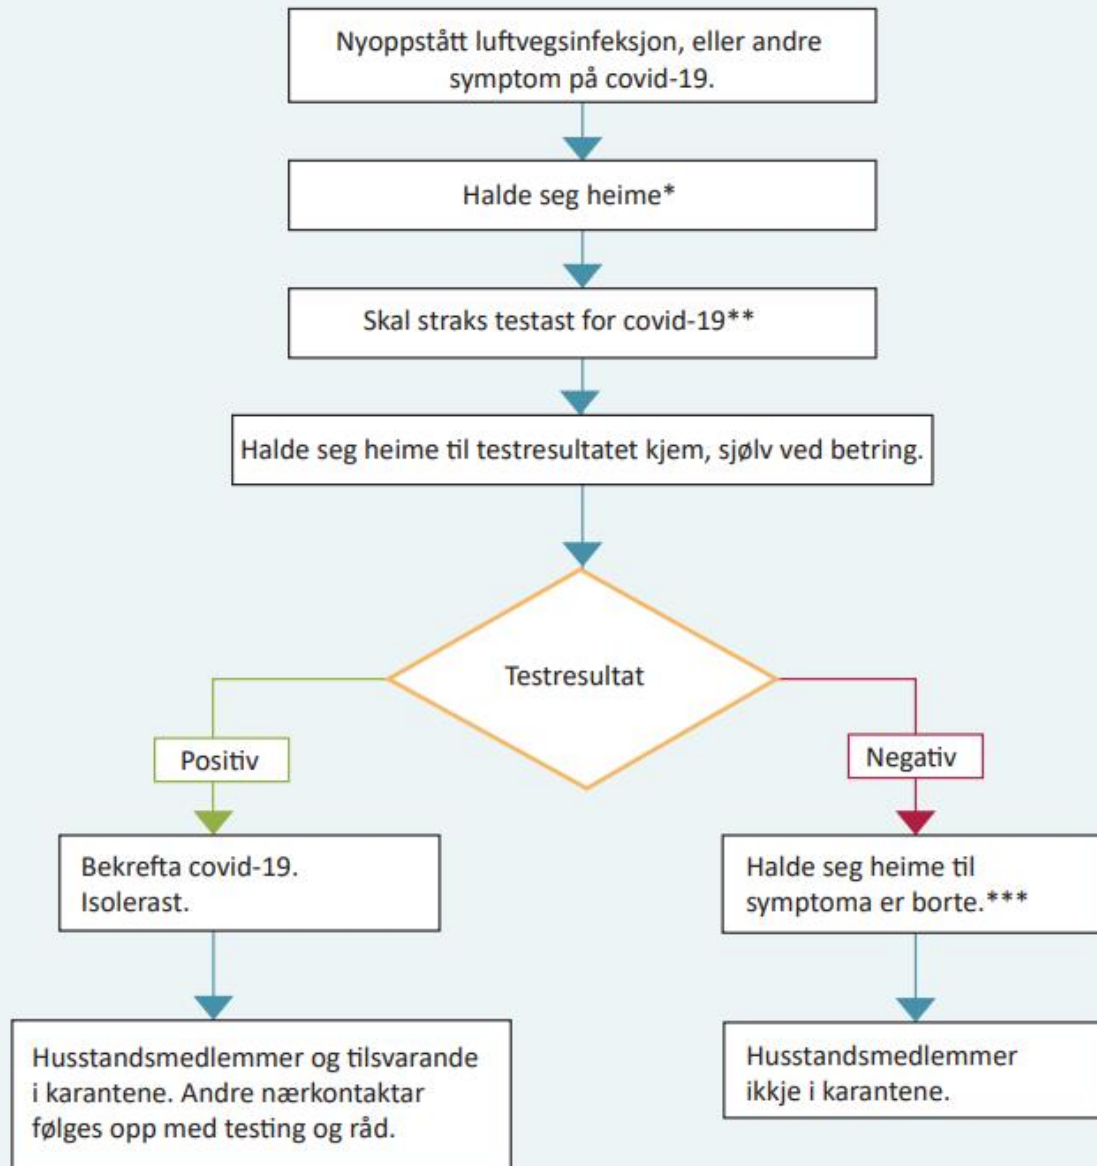 Nyoppstått luftvegsinfeksjon, eller andre
symptom på covid-19.
Halde seg heime*
Skal straks testast for covid-19**
Halde seg heime til testresultatet kjem, sjølv ved betring.
Testresultat
Positiv
Negativ
Bekrefta covid-19.
Isolerast.
Halde seg heime til
symptoma er borte.***
Husstandsmedlemmer og tilsvarande
i karantene. Andre nærkontaktar
følges opp med testing og råd.
Husstandsmedlemmer
ikkje i karantene.